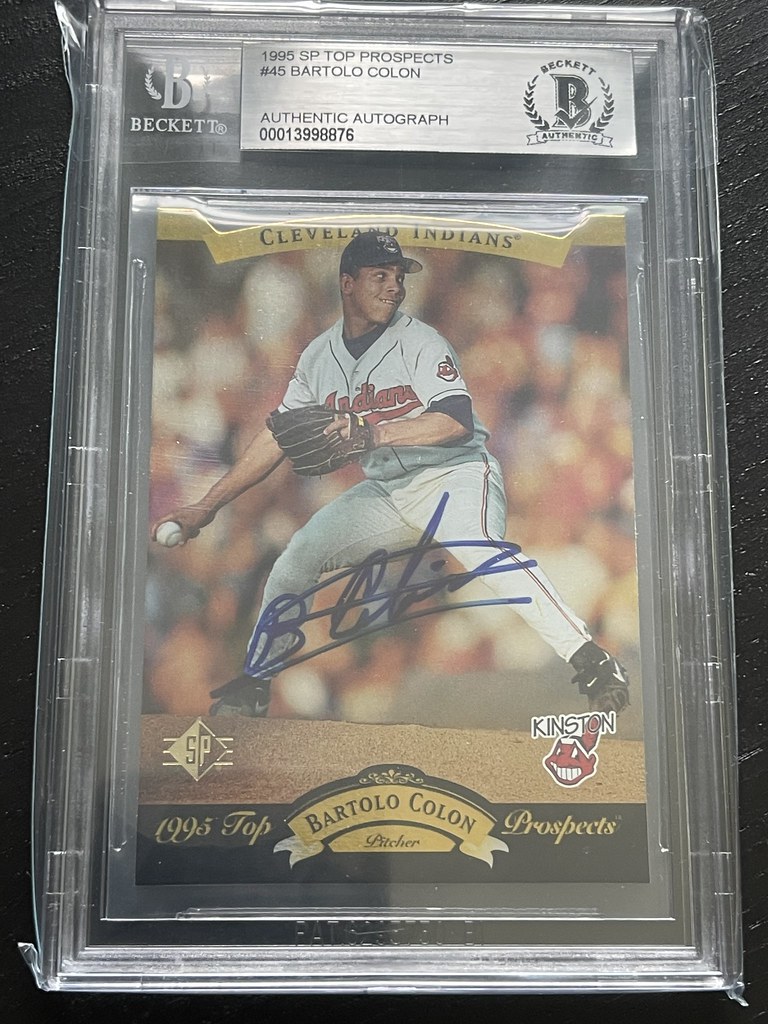 1995 SP TOP PROSPECTS
#45 BARTOLO COLON
AUTHENTIC AUTOGRAPH
00013998876
B
BECKETT®
BECKETT
B
AUTHENTIC
CLEVELAND INDIANS®
Indians
B Colon
KINSTON
SP
1995 Top
BARTOLO COLON
Pitcher
Prospects